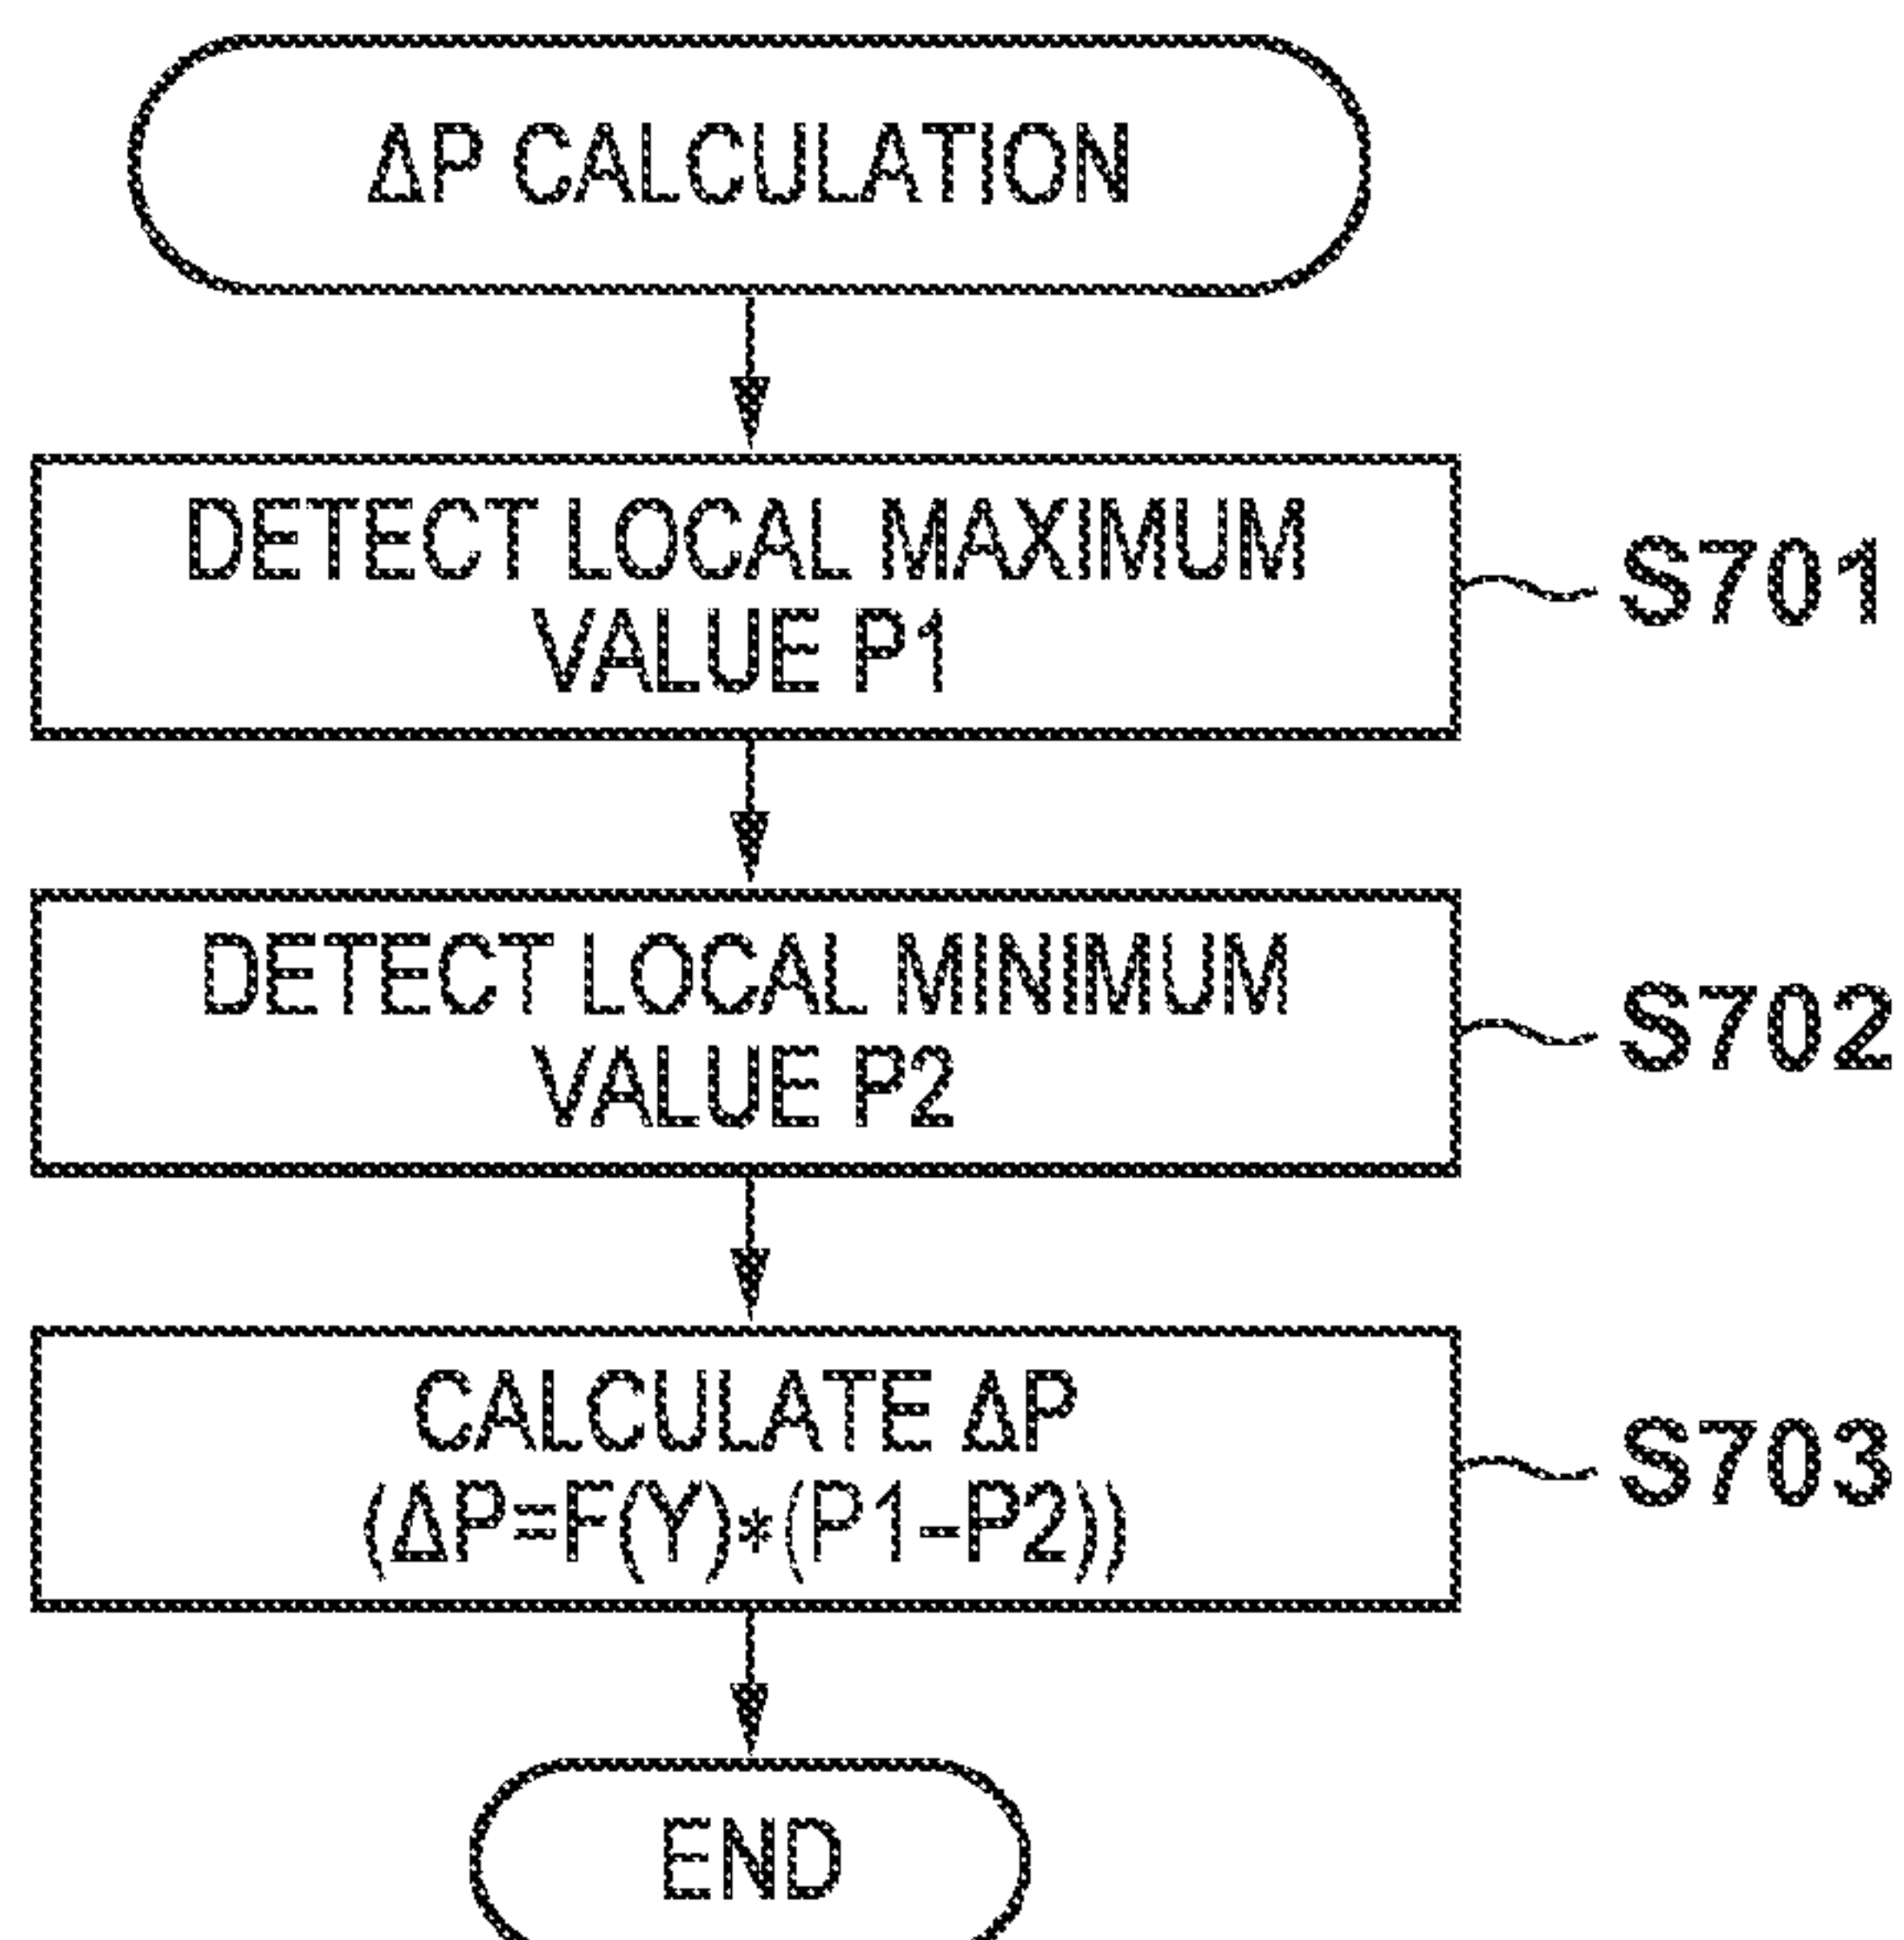 ΔP CALCULATION
DETECT LOCAL MAXIMUM
VALUE P1
S701
DETECT LOCAL MINIMUM
VALUE P2
S702
CALCULATE ΔP
(ΔP=F(Y)*(P1-P2))
S703
END